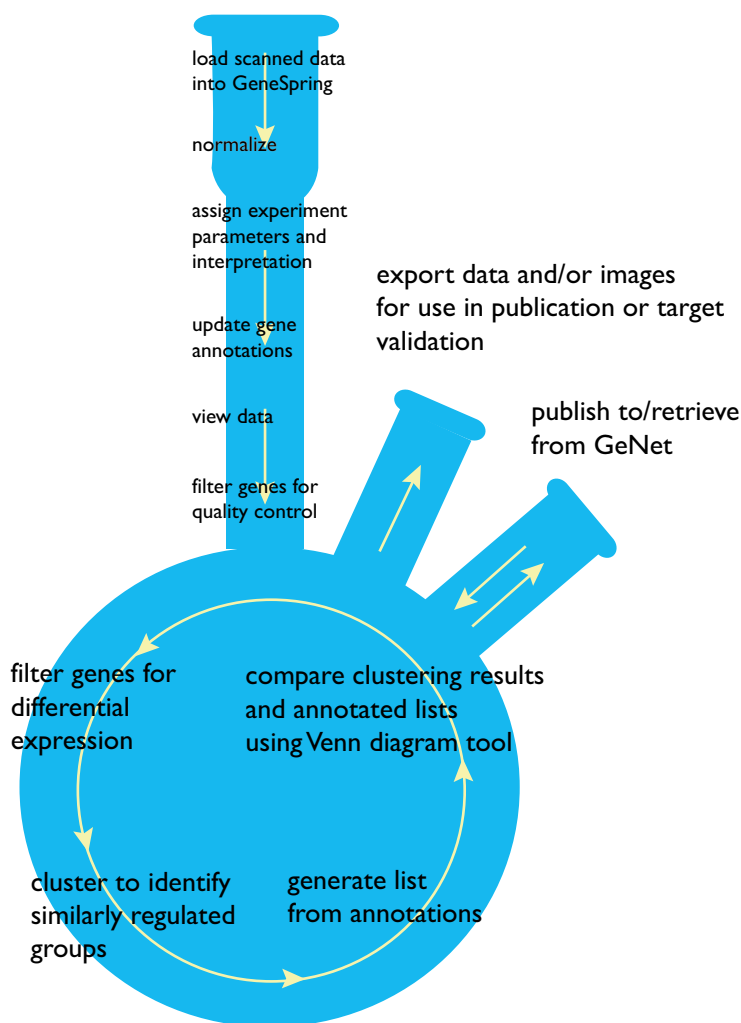 load scanned data
into GeneSpring
normalize
assign experiment
parameters and
interpretation
update gene
annotations
view data
filter genes for
quality control
export data and/or images
for use in publication or target
validation
publish to/retrieve
from GeNet
filter genes for
differential
expression
compare clustering results
and annotated lists
using Venn diagram tool
cluster to identify
similarly regulated
groups
generate list
from annotations